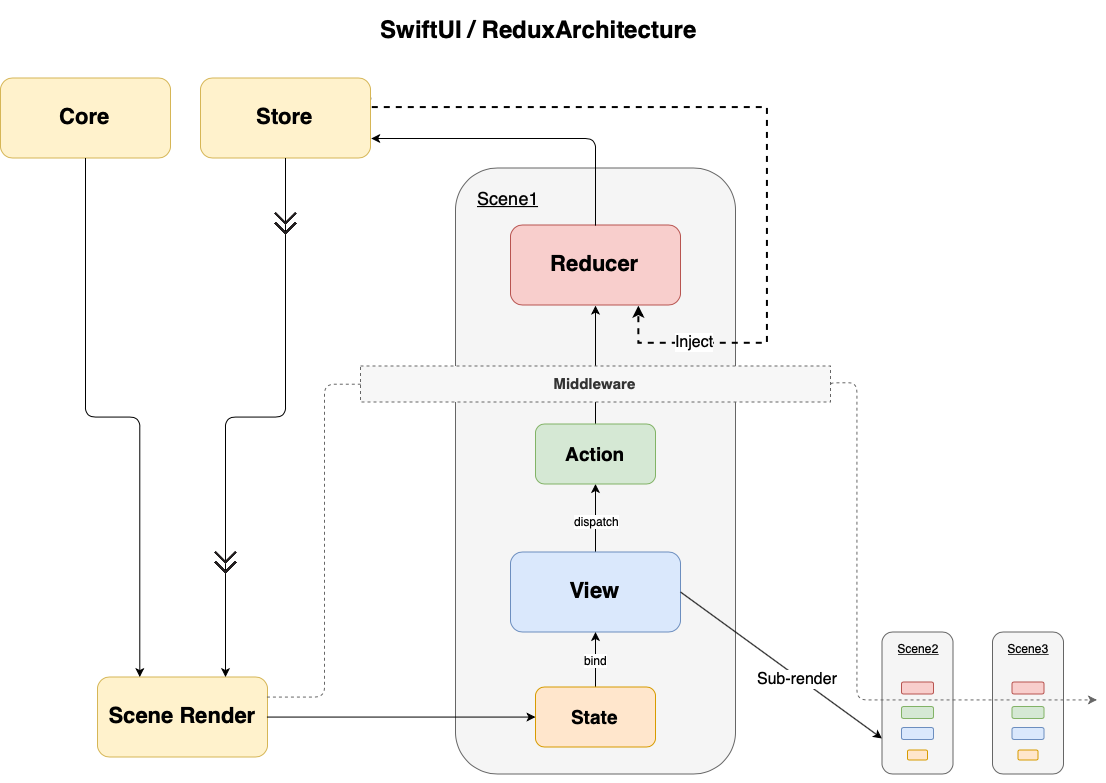 SwiftUI / ReduxArchitecture
Core
Store
Scene1
Reducer
Inject
Middleware
Action
dispatch
View
bind
Sub-render
Scene2
Scene3
Scene Render
State